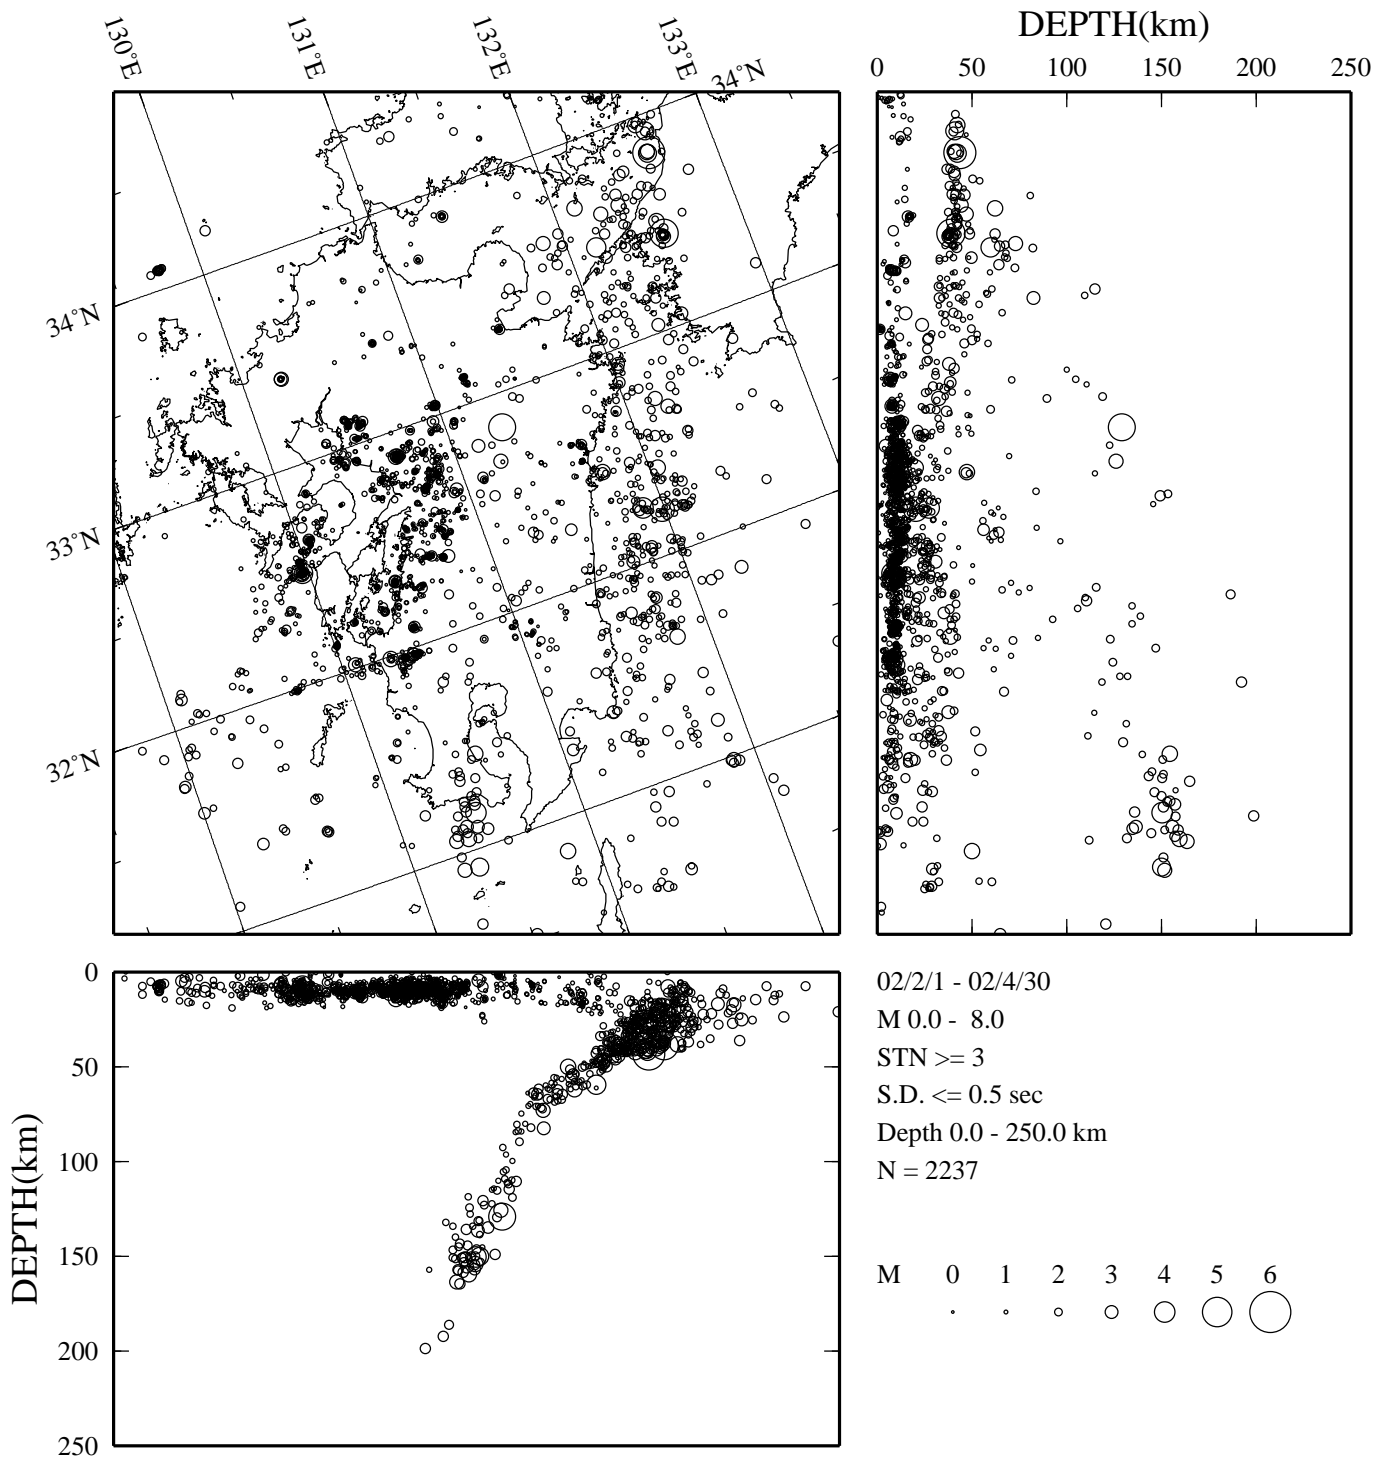 DEPTH(km)
130°E 131°E 132°E 133°E 34°N
0 50 100 150 200 250
34°N
33°N
32°N
0
50
100
150
200
250
DEPTH(km)
02/2/1 - 02/4/30
M 0.0 - 8.0
STN >= 3
S.D. <= 0.5 sec
Depth 0.0 - 250.0 km
N = 2237
M 0 1 2 3 4 5 6